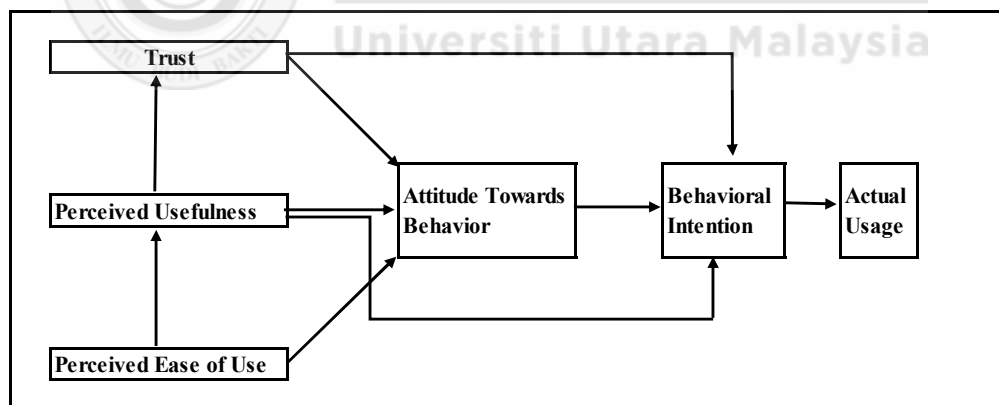 Universiti Utara Malaysia
Trust
Perceived Usefulness
Attitude Towards
Behavior
Behavioral
Intention
Actual
Usage
Perceived Ease of Use